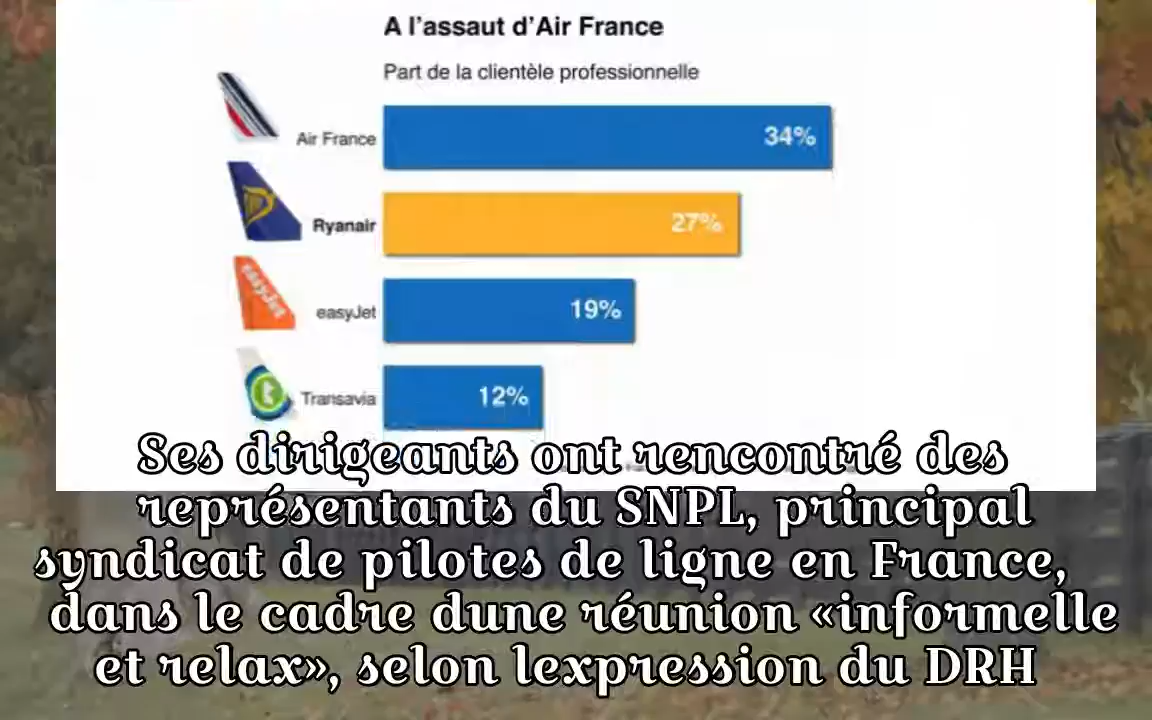 A l'assaut d'Air France
Part de la clientèle professionnelle
Air France
34%
Ryanair
27%
easyJet
easyJet
19%
Transavia
12%
Ses dirigeants ont rencontré des
représentants du SNPL, principal
syndicat de pilotes de ligne en France,
dans le cadre dune réunion «informelle
et relax», selon lexpression du DRH